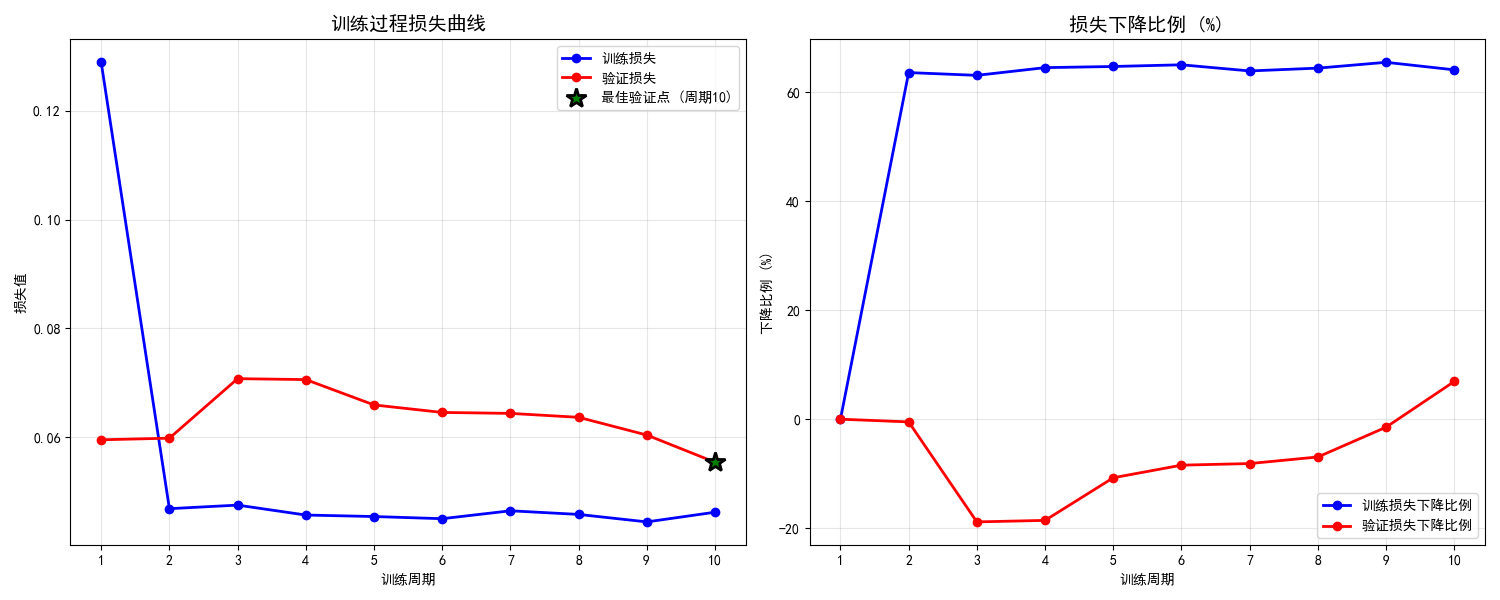 训练过程损失曲线
训练损失
验证损失
最佳验证点 (周期10)
0.12
0.10
0.08
0.06
损失值
1 2 3 4 5 6 7 8 9 10
训练周期
损失下降比例 (%)
60
40
20
0
−20
下降比例 (%)
训练损失下降比例
验证损失下降比例
1 2 3 4 5 6 7 8 9 10
训练周期